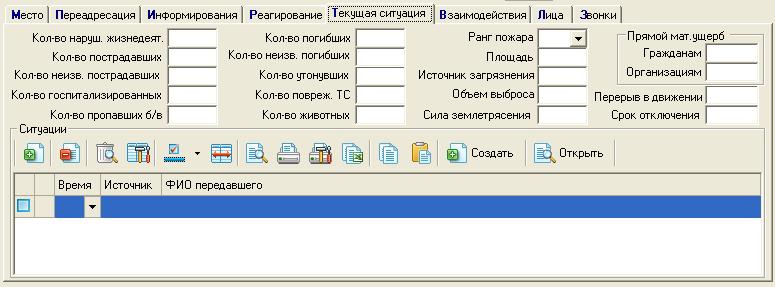 Место Переадресация Информирования Реагирование Текущая ситуация Взаимодействия Лица Звонки
Кол-во наруш. жизнедеят. Кол-во погибших Ранг пожара Прямой мат.ущерб
Кол-во пострадавших Кол-во неизв. погибших Площадь Гражданам
Кол-во неизв. пострадавших Кол-во утонувших Источник загрязнения Организациям
Кол-во госпитализированных Кол-во повреж. ТС Объем выброса Перерыв в движении
Кол-во пропавших б/в Кол-во животных Сила землетрясения Срок отключения
Ситуации
Создать Открыть
Время Источник ФИО передавшего